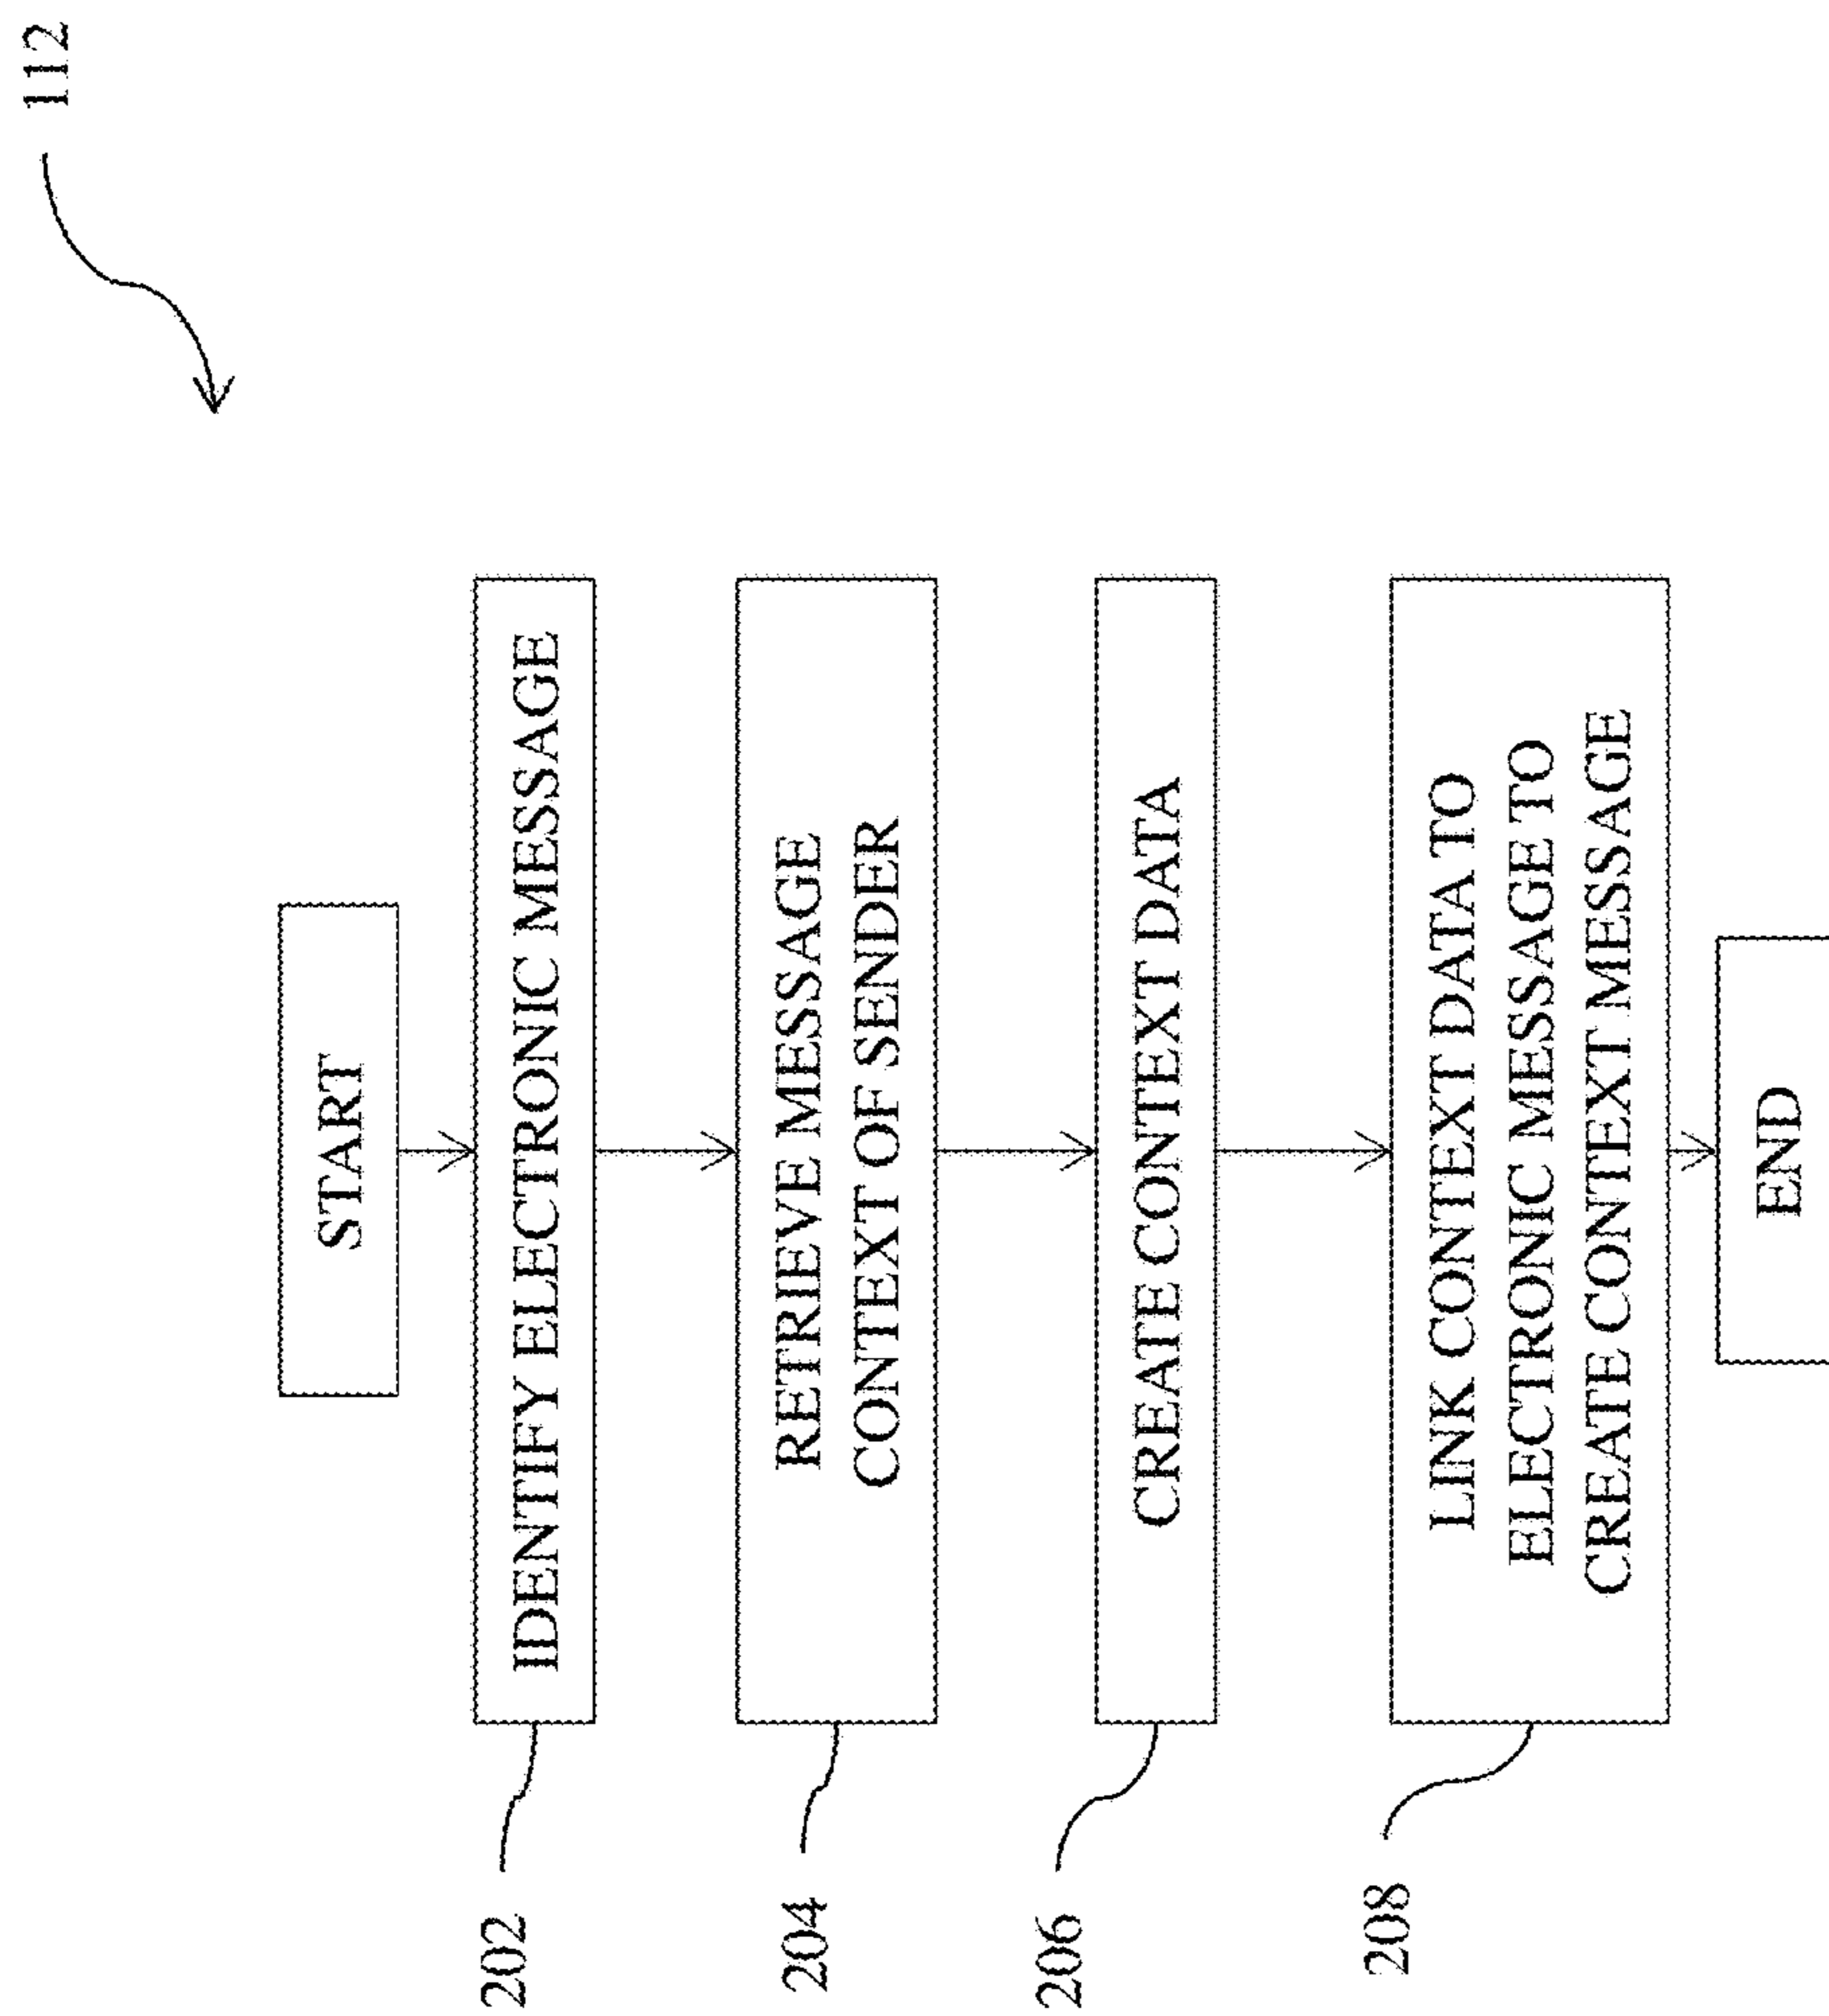 112
START
202
IDENTIFY ELECTRONIC MESSAGE
204
RETRIEVE MESSAGE
CONTEXT OF SENDER
206
CREATE CONTEXT DATA
208
LINK CONTEXT DATA TO
ELECTRONIC MESSAGE TO
CREATE CONTEXT MESSAGE
END